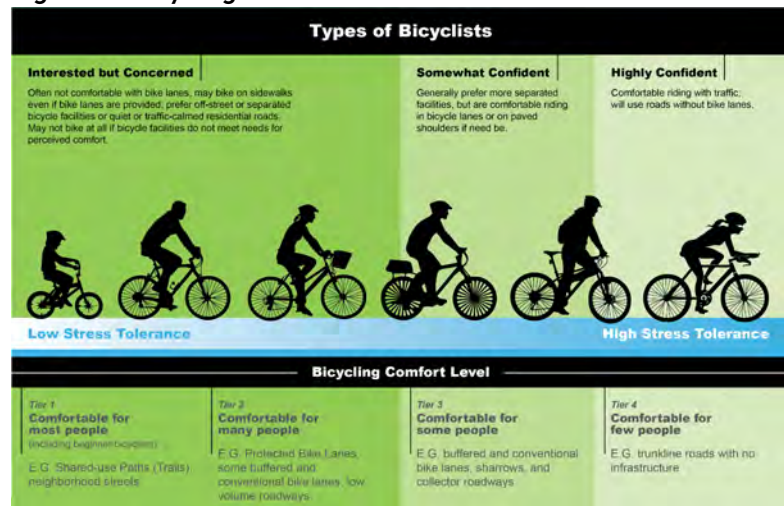 Types of Bicyclists
Interested but Concerned
Often not comfortable with bike lanes, may bike on sidewalks
even if bike lanes are provided; prefer off-street or separated
bicycle facilities or quiet or traffic-calmed residential roads.
May not bike at all if bicycle facilities do not meet needs for
perceived comfort.
Somewhat Confident
Generally prefer more separated
facilities, but are comfortable riding
in bicycle lanes or on paved
shoulders if need be.
Highly Confident
Comfortable riding with traffic;
will use roads without bike lanes.
Low Stress Tolerance
High Stress Tolerance
Bicycling Comfort Level
Tier 1
Comfortable for
most people
(including beginner bicyclists)
E.G. Shared-use Paths (Trails)
neighborhood streets
Tier 2
Comfortable for
many people
E.G. Protected Bike Lanes,
some buffered and
conventional bike lanes, low
volume roadways
Tier 3
Comfortable for
some people
E.G. buffered and conventional
bike lanes, sharrows, and
collector roadways
Tier 4
Comfortable for
few people
E.G. trunkline roads with no
infrastructure